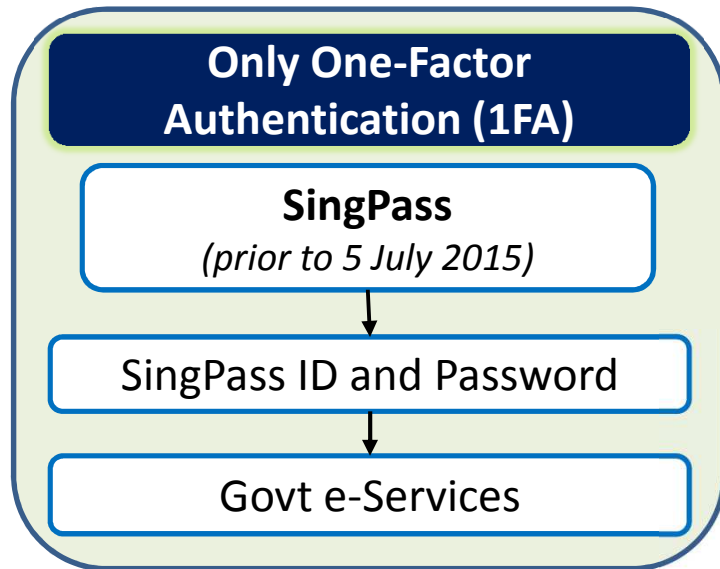 Only One-Factor
Authentication (1FA)
SingPass
(prior to 5 July 2015)
SingPass ID and Password
Govt e-Services